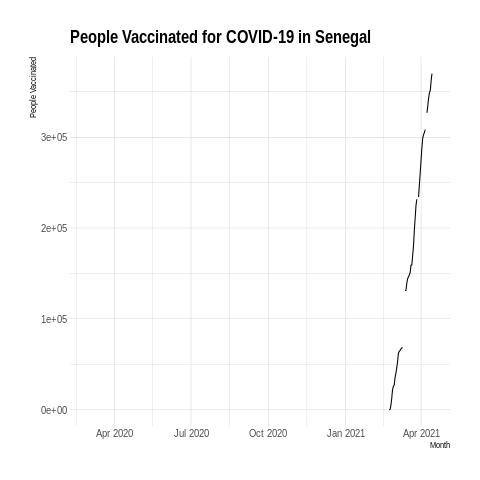 People Vaccinated for COVID-19 in Senegal
People Vaccinated
3e+05
2e+05
1e+05
0e+00
Apr 2020 Jul 2020 Oct 2020 Jan 2021 Apr 2021
Month